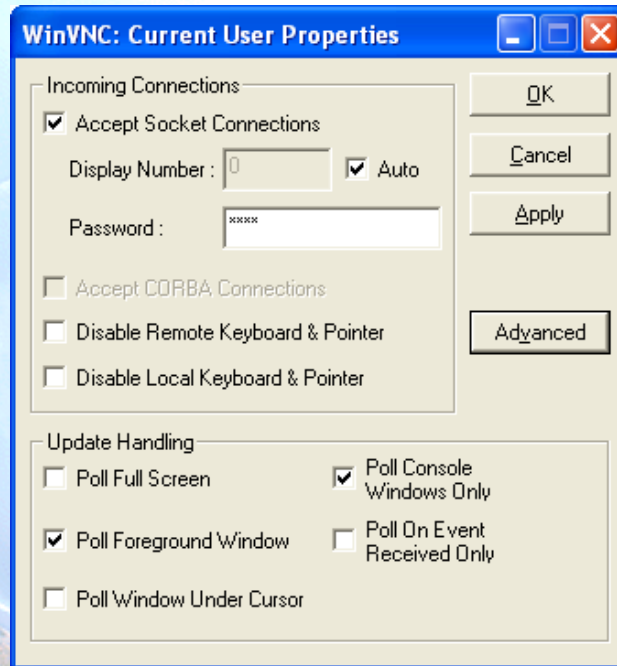 WinVNC: Current User Properties
Incoming Connections
Accept Socket Connections
Display Number : 0 Auto
Password : ****
Accept CORBA Connections
Disable Remote Keyboard & Pointer
Disable Local Keyboard & Pointer
OK
Cancel
Apply
Advanced
Update Handling
Poll Full Screen
Poll Foreground Window
Poll Window Under Cursor
Poll Console
Windows Only
Poll On Event
Received Only